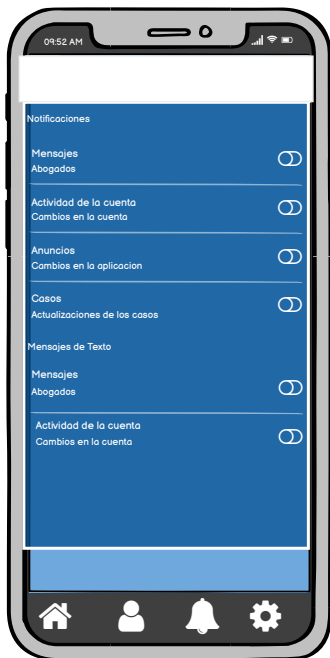 09:52 AM
Notificaciones
Mensajes
Abogados
Actividad de la cuenta
Cambios en la cuenta
Anuncios
Cambios en la aplicacion
Casos
Actualizaciones de los casos
Mensajes de Texto
Mensajes
Abogados
Actividad de la cuenta
Cambios en la cuenta